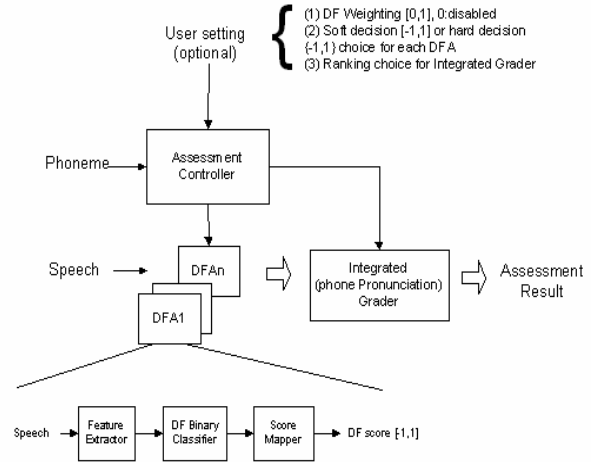 User setting
(optional)
(1) DF Weighting [0,1], 0:disabled
(2) Soft decision [-1,1] or hard decision
{-1,1} choice for each DFA
(3) Ranking choice for Integrated Grader
Phoneme
Assessment
Controller
Speech
DFAn
DFA1
Integrated
(phone Pronunciation)
Grader
Assessment
Result
Speech
Feature
Extractor
DF Binary
Classifier
Score
Mapper
DF score [-1,1]